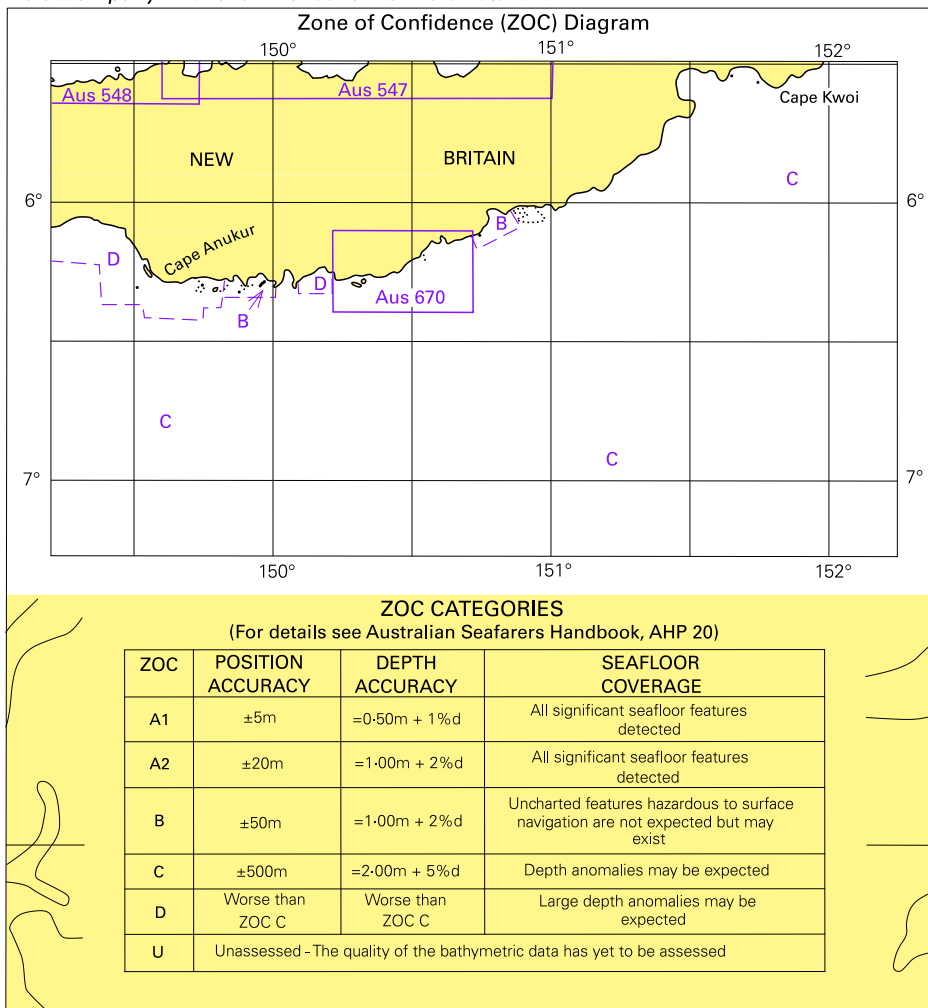 Zone of Confidence (ZOC) Diagram
150° 151° 152°
Aus 548
Aus 547
Cape Kwoi
NEW BRITAIN
C
6° 6°
B
Cape Anukur
D
D
Aus 670
B
C
C
7° 7°
150° 151° 152°
ZOC CATEGORIES
(For details see Australian Seafarers Handbook, AHP 20)
ZOC POSITION DEPTH SEAFLOOR
ACCURACY ACCURACY COVERAGE
A1 ±5m =0·50m + 1%d All significant seafloor features
detected
A2 ±20m =1·00m + 2%d All significant seafloor features
detected
B ±50m =1·00m + 2%d Uncharted features hazardous to surface
navigation are not expected but may
exist
C ±500m =2·00m + 5%d Depth anomalies may be expected
D Worse than Worse than Large depth anomalies may be
ZOC C ZOC C expected
U Unassessed - The quality of the bathymetric data has yet to be assessed